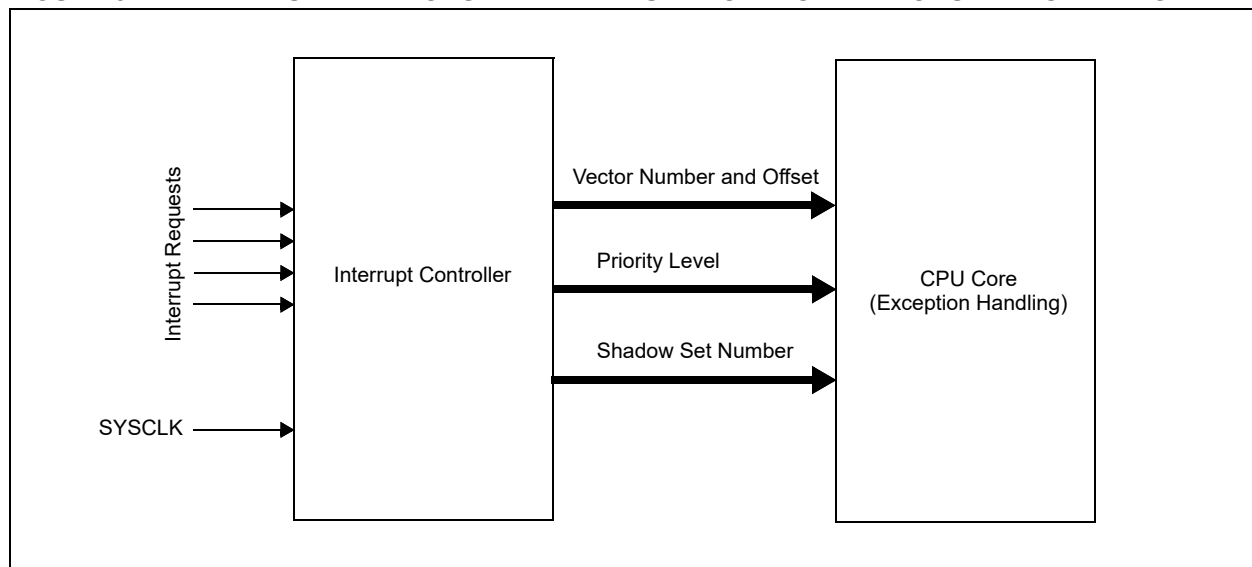 Vector Number and Offset
Interrupt Requests
Priority Level
Interrupt Controller
CPU Core
(Exception Handling)
Shadow Set Number
SYSCLK